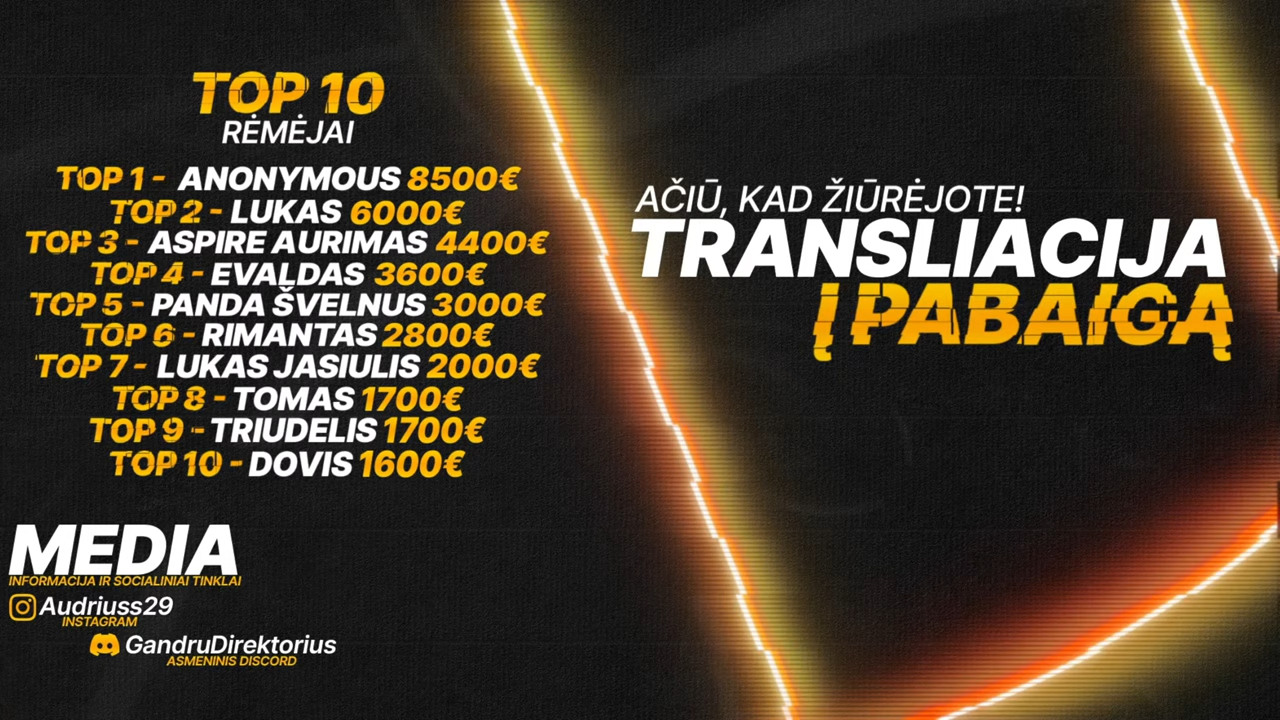 TOP 10
RĖMĖJAI
TOP 1 - ANONYMOUS 8500€
TOP 2 - LUKAS 6000€
TOP 3 - ASPIRE AURIMAS 4400€
TOP 4 - EVALDAS 3600€
TOP 5 - PANDA ŠVELNUS 3000€
TOP 6 - RIMANTAS 2800€
TOP 7 - LUKAS JASIULIS 2000€
TOP 8 - TOMAS 1700€
TOP 9 - TRIUDELIS 1700€
TOP 10 - DOVIS 1600€
MEDIA
INFORMACIJA IR SOCIALINIAI TINKLAI
Audriuss29
INSTAGRAM
GandruDirektorius
ASMENINIS DISCORD
AČIŪ, KAD ŽIŪRĖJOTE!
TRANSLIACIJA
Į PABAIGĄ